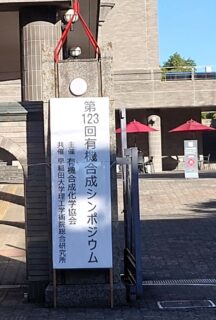 第123回有機合成シンポジウム
主催 有機合成化学協会
共催 早稲田大学理工学術院総合研究所